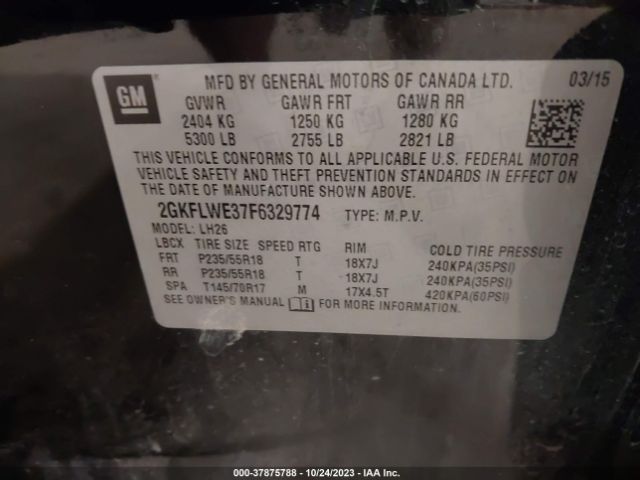 GM ® MFD BY GENERAL MOTORS OF CANADA LTD. 03/15
GVWR GAWR FRT GAWR RR
2404 KG 1250 KG 1280 KG
5300 LB 2755 LB 2821 LB
THIS VEHICLE CONFORMS TO ALL APPLICABLE U.S. FEDERAL MOTOR
VEHICLE SAFETY AND THEFT PREVENTION STANDARDS IN EFFECT ON
THE DATE OF MANUFACTURE SHOWN ABOVE.
2GKFLWE37F6329774 TYPE: M.P.V.
MODEL: LH26
LBCX TIRE SIZE SPEED RTG RIM COLD TIRE PRESSURE
FRT P235/55R18 T 18X7J 240KPA(35PSI)
RR P235/55R18 T 18X7J 240KPA(35PSI)
SPA T145/70R17 M 17X4.5T 420KPA(60PSI)
SEE OWNER'S MANUAL FOR MORE INFORMATION.
000-37875788 - 10/24/2023 - IAA Inc.